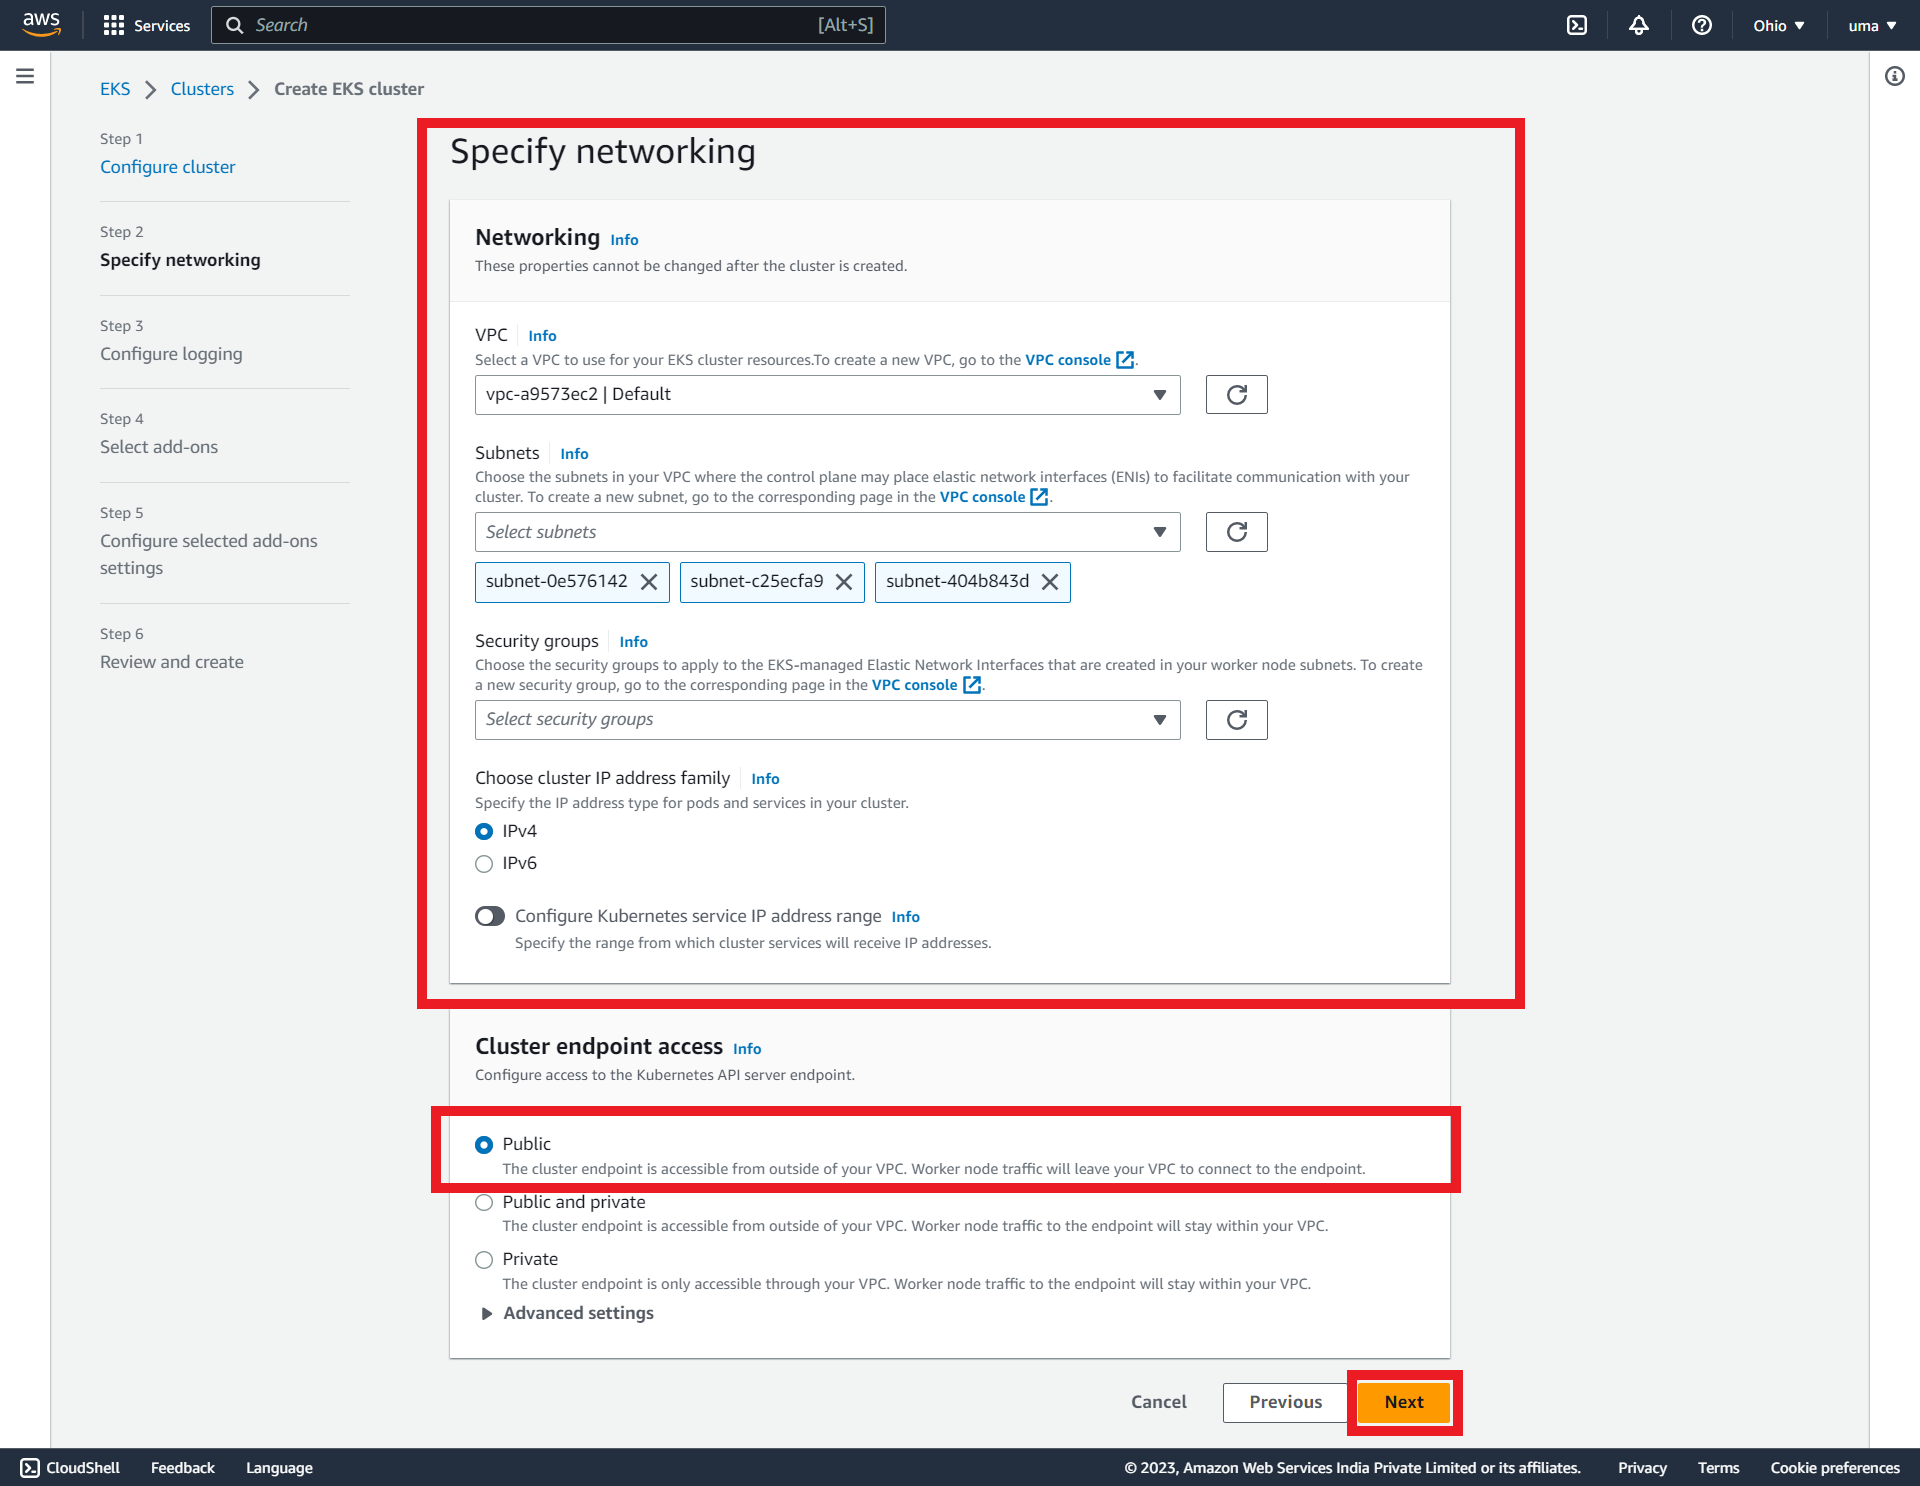 aws
Services
Search
[Alt+S]
Ohio
uma
EKS
Clusters
Create EKS cluster
Step 1
Configure cluster
Step 2
Specify networking
Step 3
Configure logging
Step 4
Select add-ons
Step 5
Configure selected add-ons
settings
Step 6
Review and create
Specify networking
Networking Info
These properties cannot be changed after the cluster is created.
VPC Info
Select a VPC to use for your EKS cluster resources.To create a new VPC, go to the VPC console.
vpc-a9573ec2 | Default
Subnets Info
Choose the subnets in your VPC where the control plane may place elastic network interfaces (ENIs) to facilitate communication with your
cluster. To create a new subnet, go to the corresponding page in the VPC console.
Select subnets
subnet-0e576142
subnet-c25ecfa9
subnet-404b843d
Security groups Info
Choose the security groups to apply to the EKS-managed Elastic Network Interfaces that are created in your worker node subnets. To create
a new security group, go to the corresponding page in the VPC console.
Select security groups
Choose cluster IP address family Info
Specify the IP address type for pods and services in your cluster.
IPv4
IPv6
Configure Kubernetes service IP address range Info
Specify the range from which cluster services will receive IP addresses.
Cluster endpoint access Info
Configure access to the Kubernetes API server endpoint.
Public
The cluster endpoint is accessible from outside of your VPC. Worker node traffic will leave your VPC to connect to the endpoint.
Public and private
The cluster endpoint is accessible from outside of your VPC. Worker node traffic to the endpoint will stay within your VPC.
Private
The cluster endpoint is only accessible through your VPC. Worker node traffic to the endpoint will stay within your VPC.
Advanced settings
Cancel
Previous
Next
CloudShell
Feedback
Language
© 2023, Amazon Web Services India Private Limited or its affiliates.
Privacy
Terms
Cookie preferences